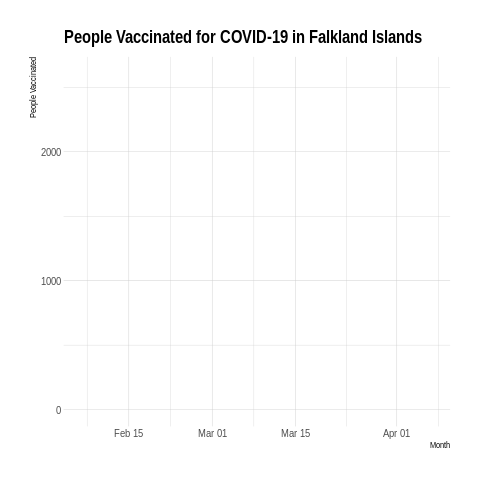 People Vaccinated for COVID-19 in Falkland Islands
People Vaccinated
2000
1000
0
Feb 15 Mar 01 Mar 15 Apr 01
Month